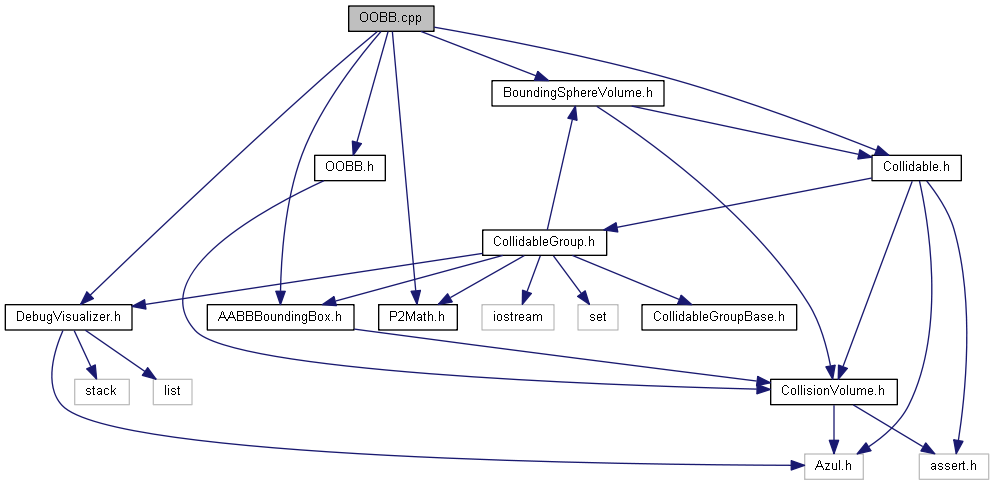 OOBB.cpp
BoundingSphereVolume.h
OOBB.h
Collidable.h
CollidableGroup.h
DebugVisualizer.h
AABBBoundingBox.h
P2Math.h
iostream
set
CollidableGroupBase.h
stack
list
CollisionVolume.h
Azul.h
assert.h